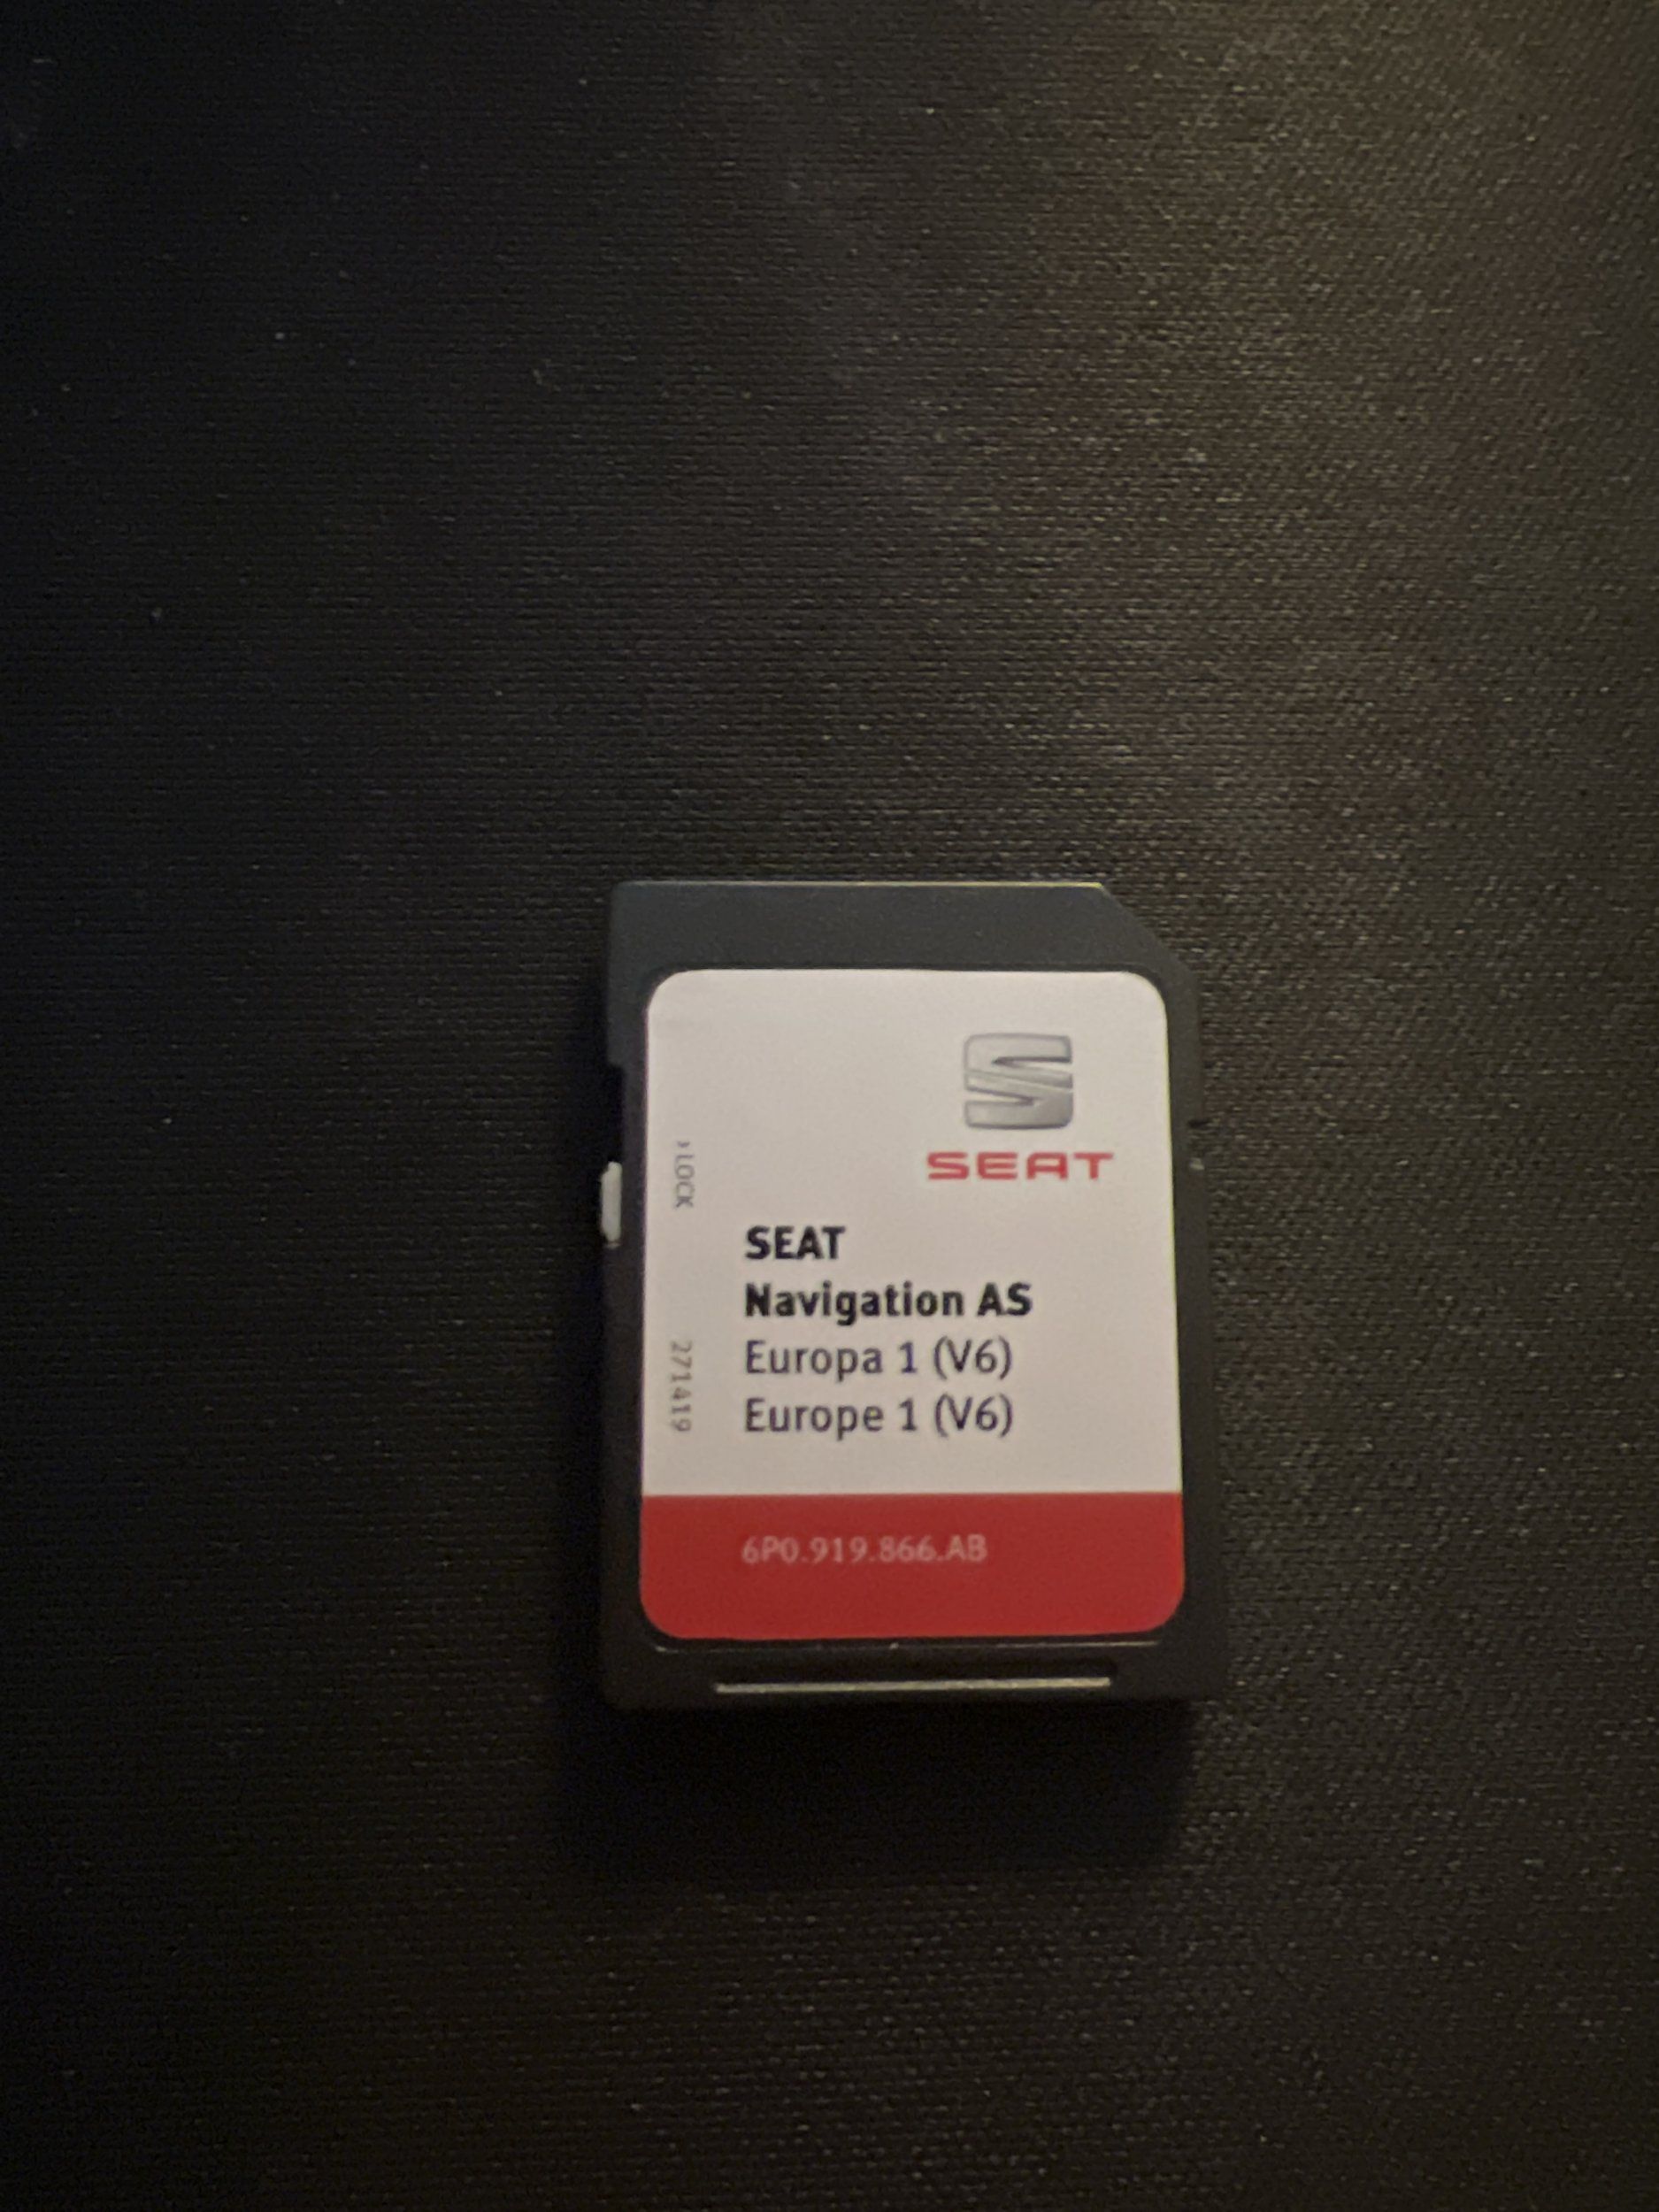 SEAT
› LOCK
SEAT
Navigation AS
Europa 1 (V6)
Europe 1 (V6)
271419
6P0.919.866.AB